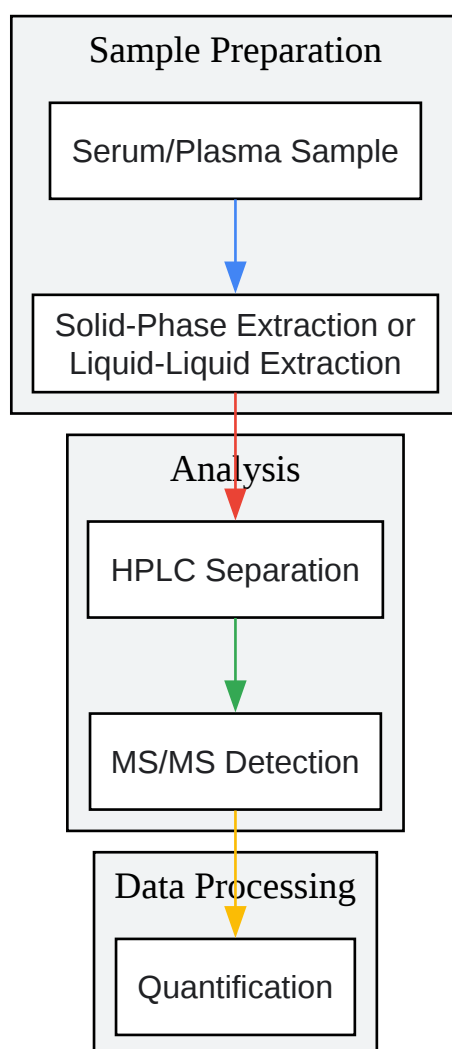 Sample Preparation
Serum/Plasma Sample
Solid-Phase Extraction or
Liquid-Liquid Extraction
Analysis
HPLC Separation
MS/MS Detection
Data Processing
Quantification